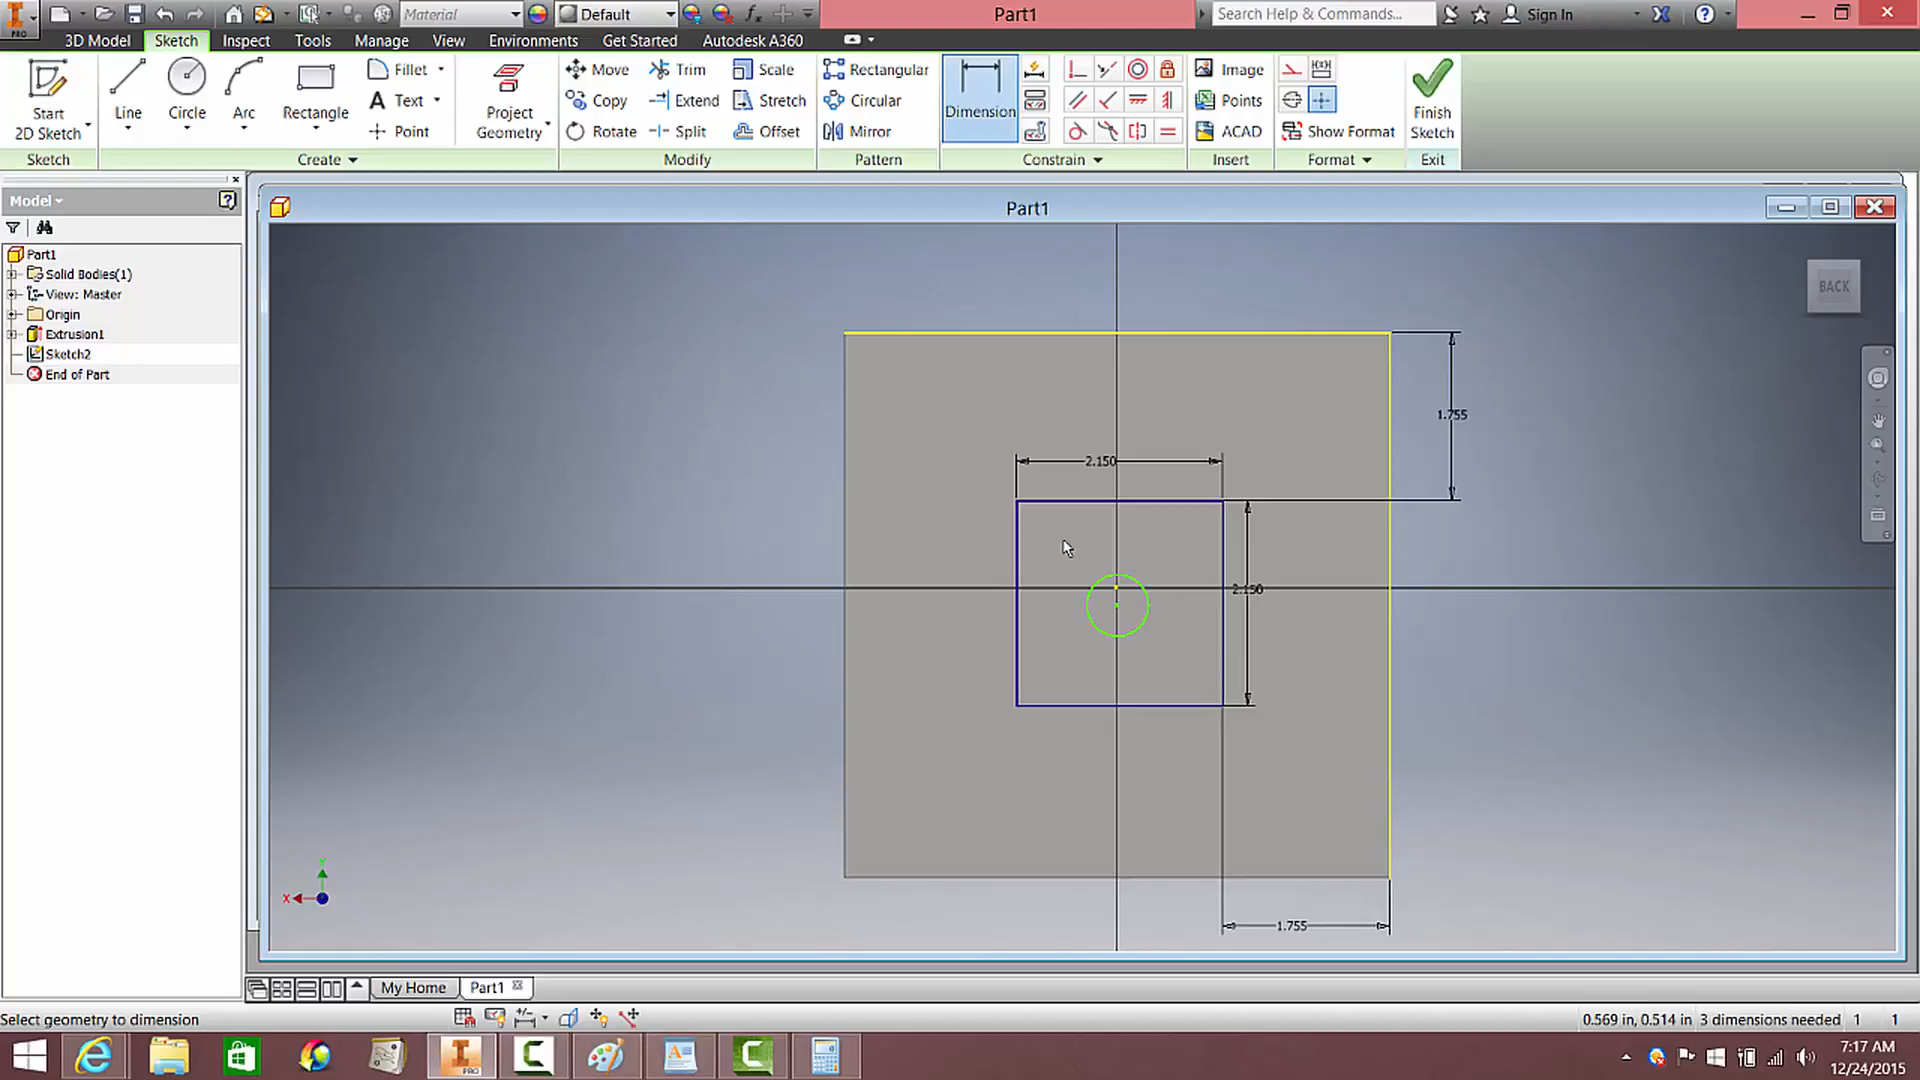 PRO
Material
Default
Part1
Search Help & Commands...
Sign In
3D Model
Sketch
Inspect
Tools
Manage
View
Environments
Get Started
Autodesk A360
Start
2D Sketch
Line
Circle
Arc
Rectangle
Fillet
Text
Point
Project
Geometry
Move
Copy
Rotate
Trim
Extend
Split
Scale
Stretch
Offset
Rectangular
Circular
Mirror
Dimension
Image
Points
ACAD
Show Format
Finish
Sketch
Sketch
Create
Modify
Pattern
Constrain
Insert
Format
Exit
Model
Part1
Solid Bodies(1)
View: Master
Origin
Extrusion1
Sketch2
End of Part
Part1
BACK
1.755
2.150
2.150
1.755
Y
X
My Home
Part1
Select geometry to dimension
0.569 in, 0.514 in
3 dimensions needed
1
1
PRO
7:17 AM
12/24/2015